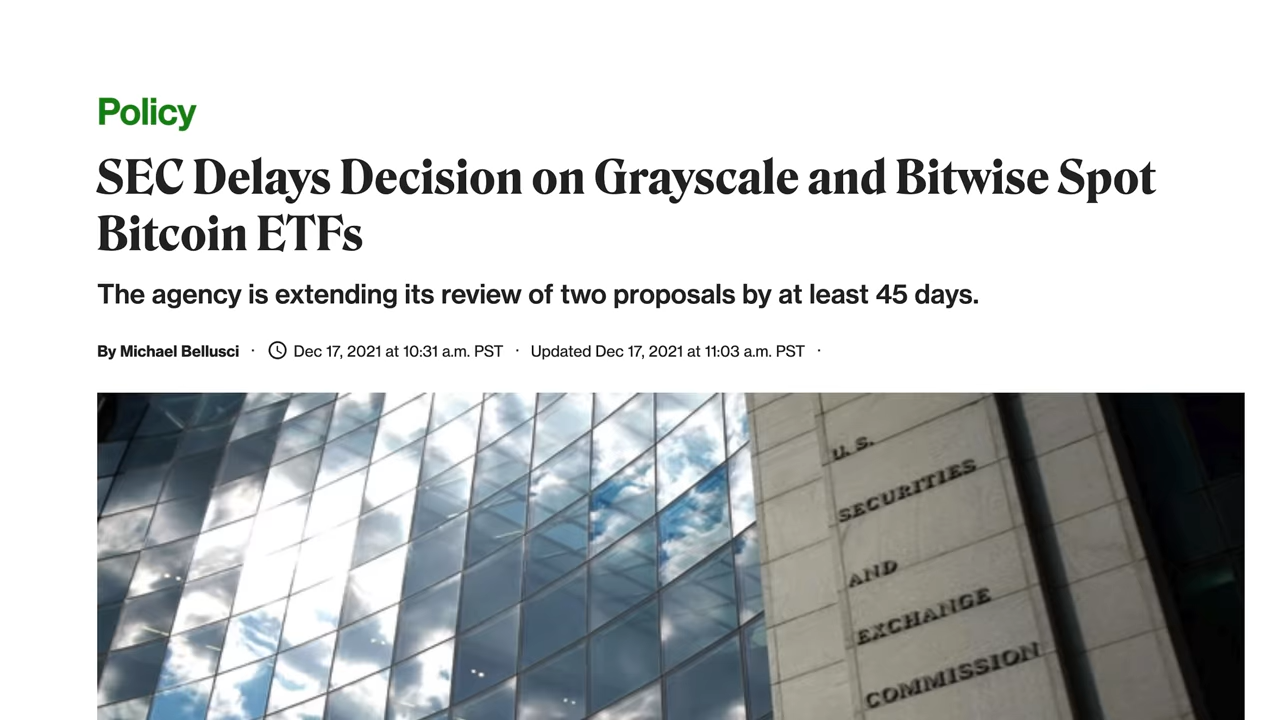 Policy
SEC Delays Decision on Grayscale and Bitwise Spot
Bitcoin ETFs
The agency is extending its review of two proposals by at least 45 days.
By Michael Bellusci · Dec 17, 2021 at 10:31 a.m. PST · Updated Dec 17, 2021 at 11:03 a.m. PST ·
U.S.
SECURITIES
AND
EXCHANGE
COMMISSION